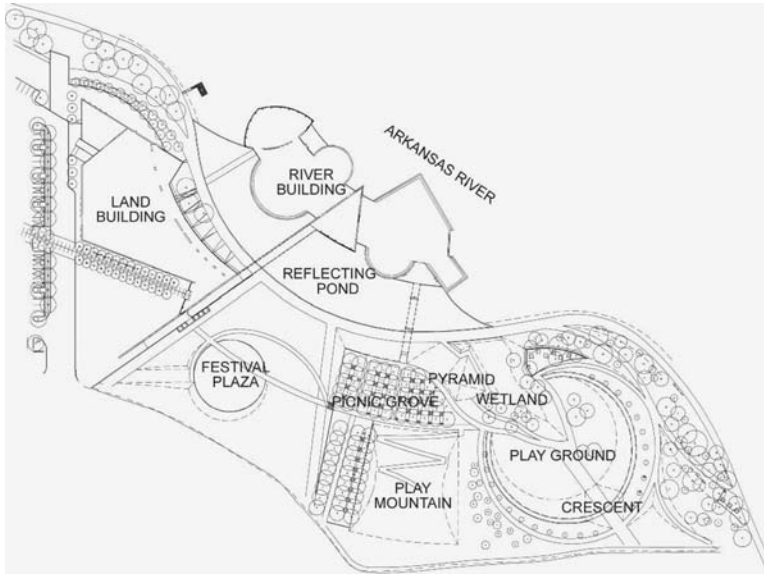 ARKANSAS RIVER
RIVER
BUILDING
LAND
BUILDING
REFLECTING
POND
FESTIVAL
PLAZA
PYRAMID
PICNIC GROVE
WETLAND
PLAY GROUND
PLAY
MOUNTAIN
CRESCENT